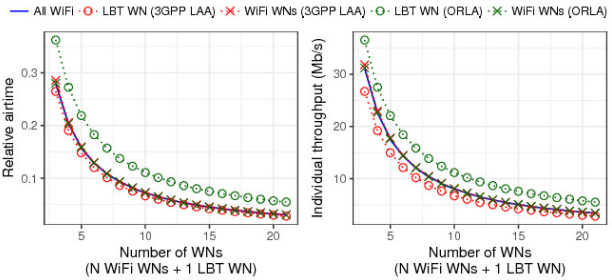 All WiFi LBT WN (3GPP LAA) WiFi WNs (3GPP LAA) LBT WN (ORLA) WiFi WNs (ORLA)
Relative airtime
0.3
0.2
0.1
5 10 15 20
Number of WNs
(N WiFi WNs + 1 LBT WN)
Individual throughput (Mb/s)
30
20
10
5 10 15 20
Number of WNs
(N WiFi WNs + 1 LBT WN)